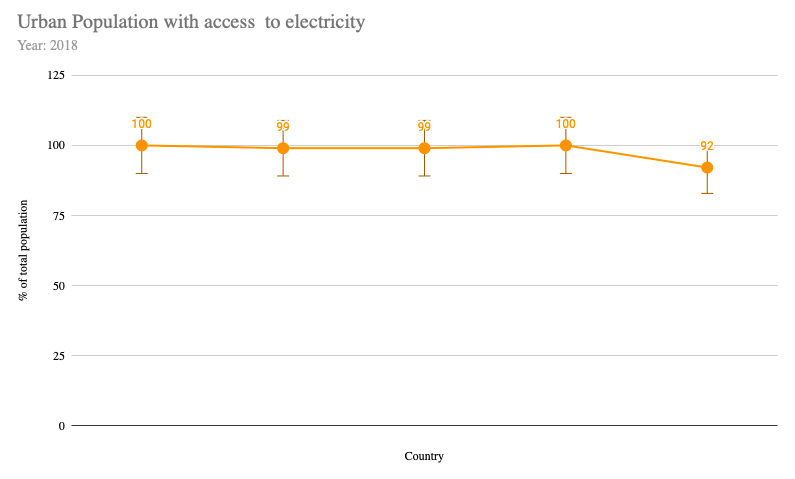 Urban Population with access  to electricity
Year: 2018
125
100
75
50
25
0
100
99
99
100
92
% of total population
Country